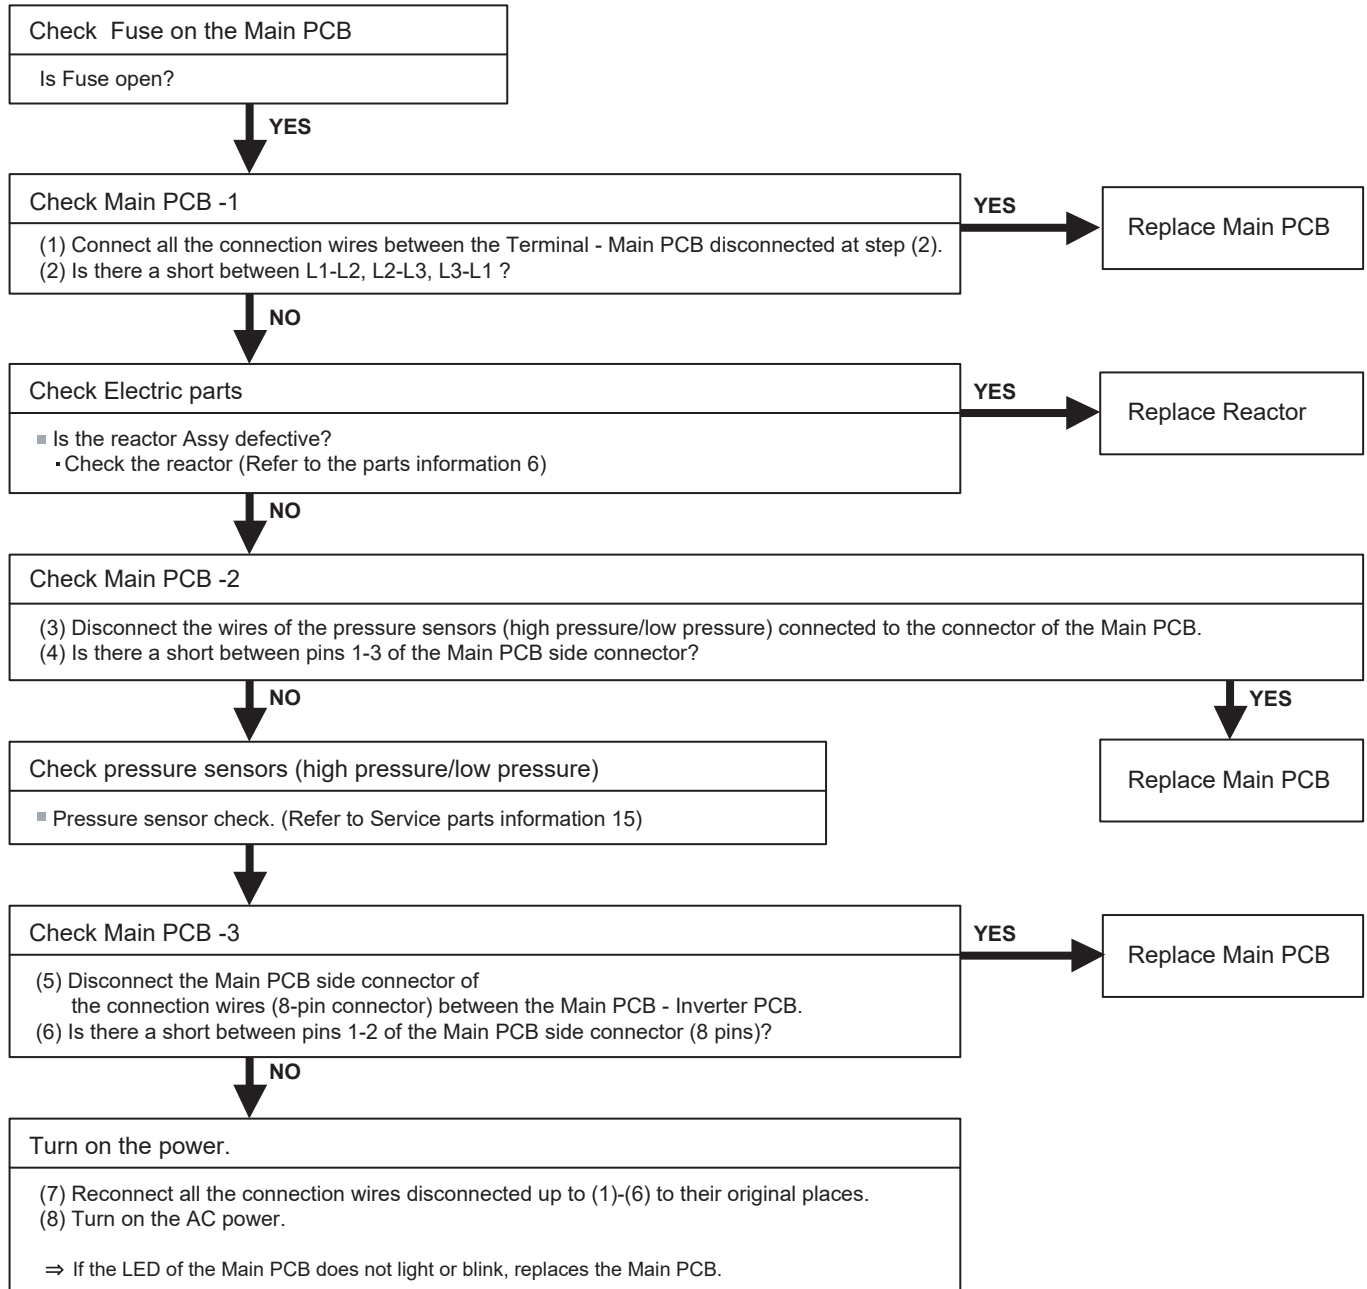 Check Fuse on the Main PCB
Is Fuse open?
YES
Check Main PCB -1
(1) Connect all the connection wires between the Terminal - Main PCB disconnected at step (2).
(2) Is there a short between L1-L2, L2-L3, L3-L1 ?
YES
Replace Main PCB
NO
Check Electric parts
■ Is the reactor Assy defective?
・Check the reactor (Refer to the parts information 6)
YES
Replace Reactor
NO
Check Main PCB -2
(3) Disconnect the wires of the pressure sensors (high pressure/low pressure) connected to the connector of the Main PCB.
(4) Is there a short between pins 1-3 of the Main PCB side connector?
NO
YES
Replace Main PCB
Check pressure sensors (high pressure/low pressure)
■ Pressure sensor check. (Refer to Service parts information 15)
Check Main PCB -3
(5) Disconnect the Main PCB side connector of
the connection wires (8-pin connector) between the Main PCB - Inverter PCB.
(6) Is there a short between pins 1-2 of the Main PCB side connector (8 pins)?
YES
Replace Main PCB
NO
Turn on the power.
(7) Reconnect all the connection wires disconnected up to (1)-(6) to their original places.
(8) Turn on the AC power.
⇒ If the LED of the Main PCB does not light or blink, replaces the Main PCB.